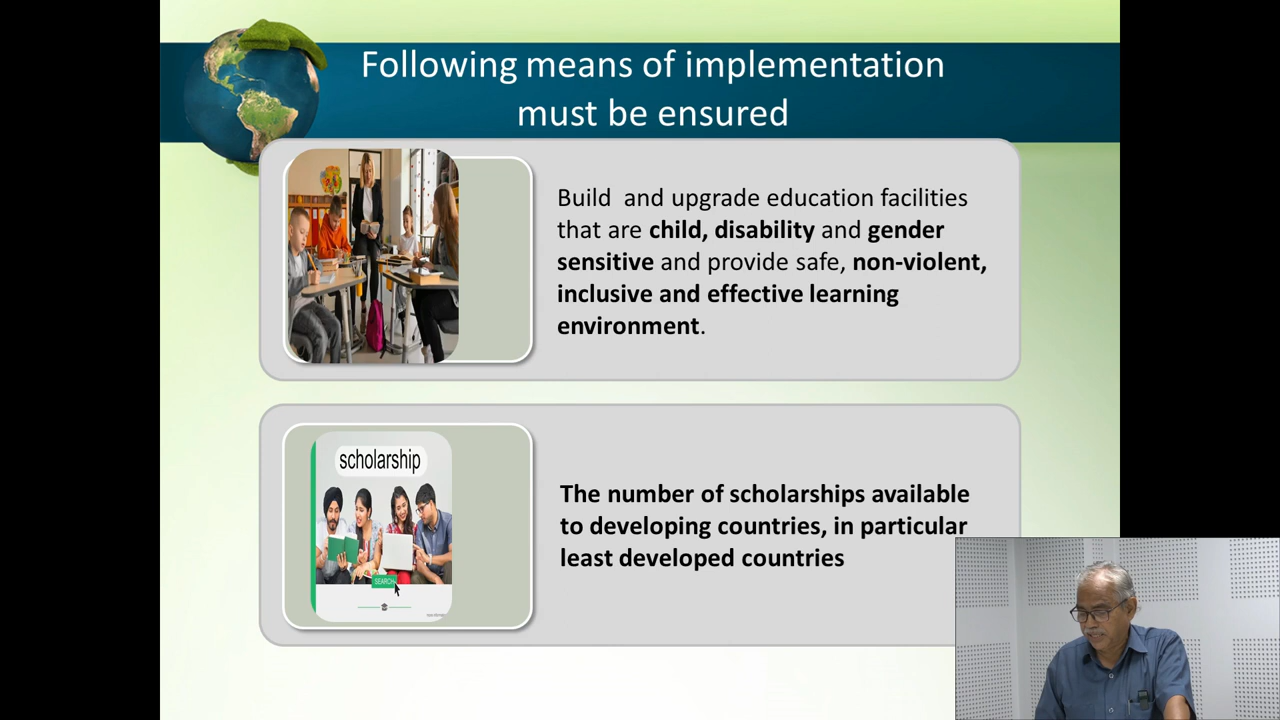 Following means of implementation
must be ensured
Build and upgrade education facilities
that are child, disability and gender
sensitive and provide safe, non-violent,
inclusive and effective learning
environment.
scholarship
SEARCH
The number of scholarships available
to developing countries, in particular
least developed countries